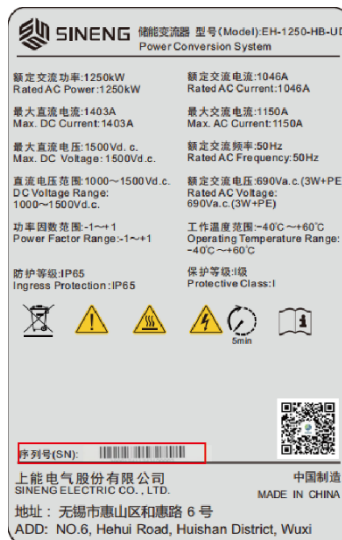 SINENG 储能变流器 型号(Model):EH-1250-HB-UD
Power Conversion System
额定交流功率:1250kW
Rated AC Power:1250kW
额定交流电流:1046A
Rated AC Current:1046A
最大直流电流:1403A
Max. DC Current:1403A
最大交流电流:1150A
Max. AC Current:1150A
最大直流电压:1500Vd.c.
Max. DC Voltage:1500Vd.c.
额定交流频率:50Hz
Rated AC Frequency:50Hz
直流电压范围:1000~1500Vd.c.
DC Voltage Range:
1000~1500Vd.c.
额定交流电压:690Va.c.(3W+PE
Rated AC Voltage:
690Va.c.(3W+PE)
功率因数范围:-1~+1
Power Factor Range:-1~+1
工作温度范围:-40℃~+60℃
Operating Temperature Range:
-40℃~+60℃
防护等级:IP65
Ingress Protection:IP65
保护等级:I级
Protective Class:I
5min
序列号(SN):
上能电气股份有限公司
SINENG ELECTRIC CO., LTD.
中国制造
MADE IN CHINA
地址：无锡市惠山区和惠路 6 号
ADD: NO.6, Hehui Road, Huishan District, Wuxi